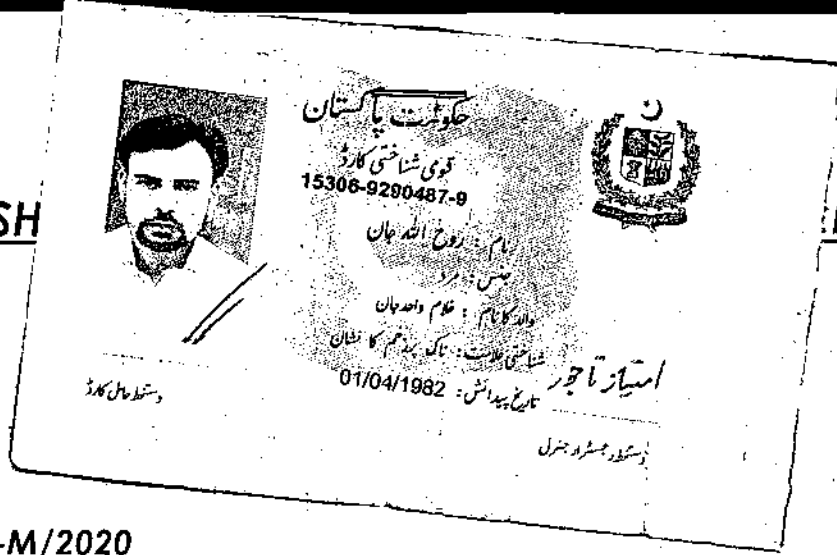 حکومت پاکستان
قومی شناختی کارڈ
15306-9290487-9
نام : روح اللہ جان
جنس : مرد
والد کا نام : غلام واحد جان
شناختی علامت : ناک پر زخم کا نشان
تاریخ پیدائش : 01/04/1982
امتیاز تاجور
دستخط حامل کارڈ
دستخط رجسٹرار جنرل
SH
-M/2020